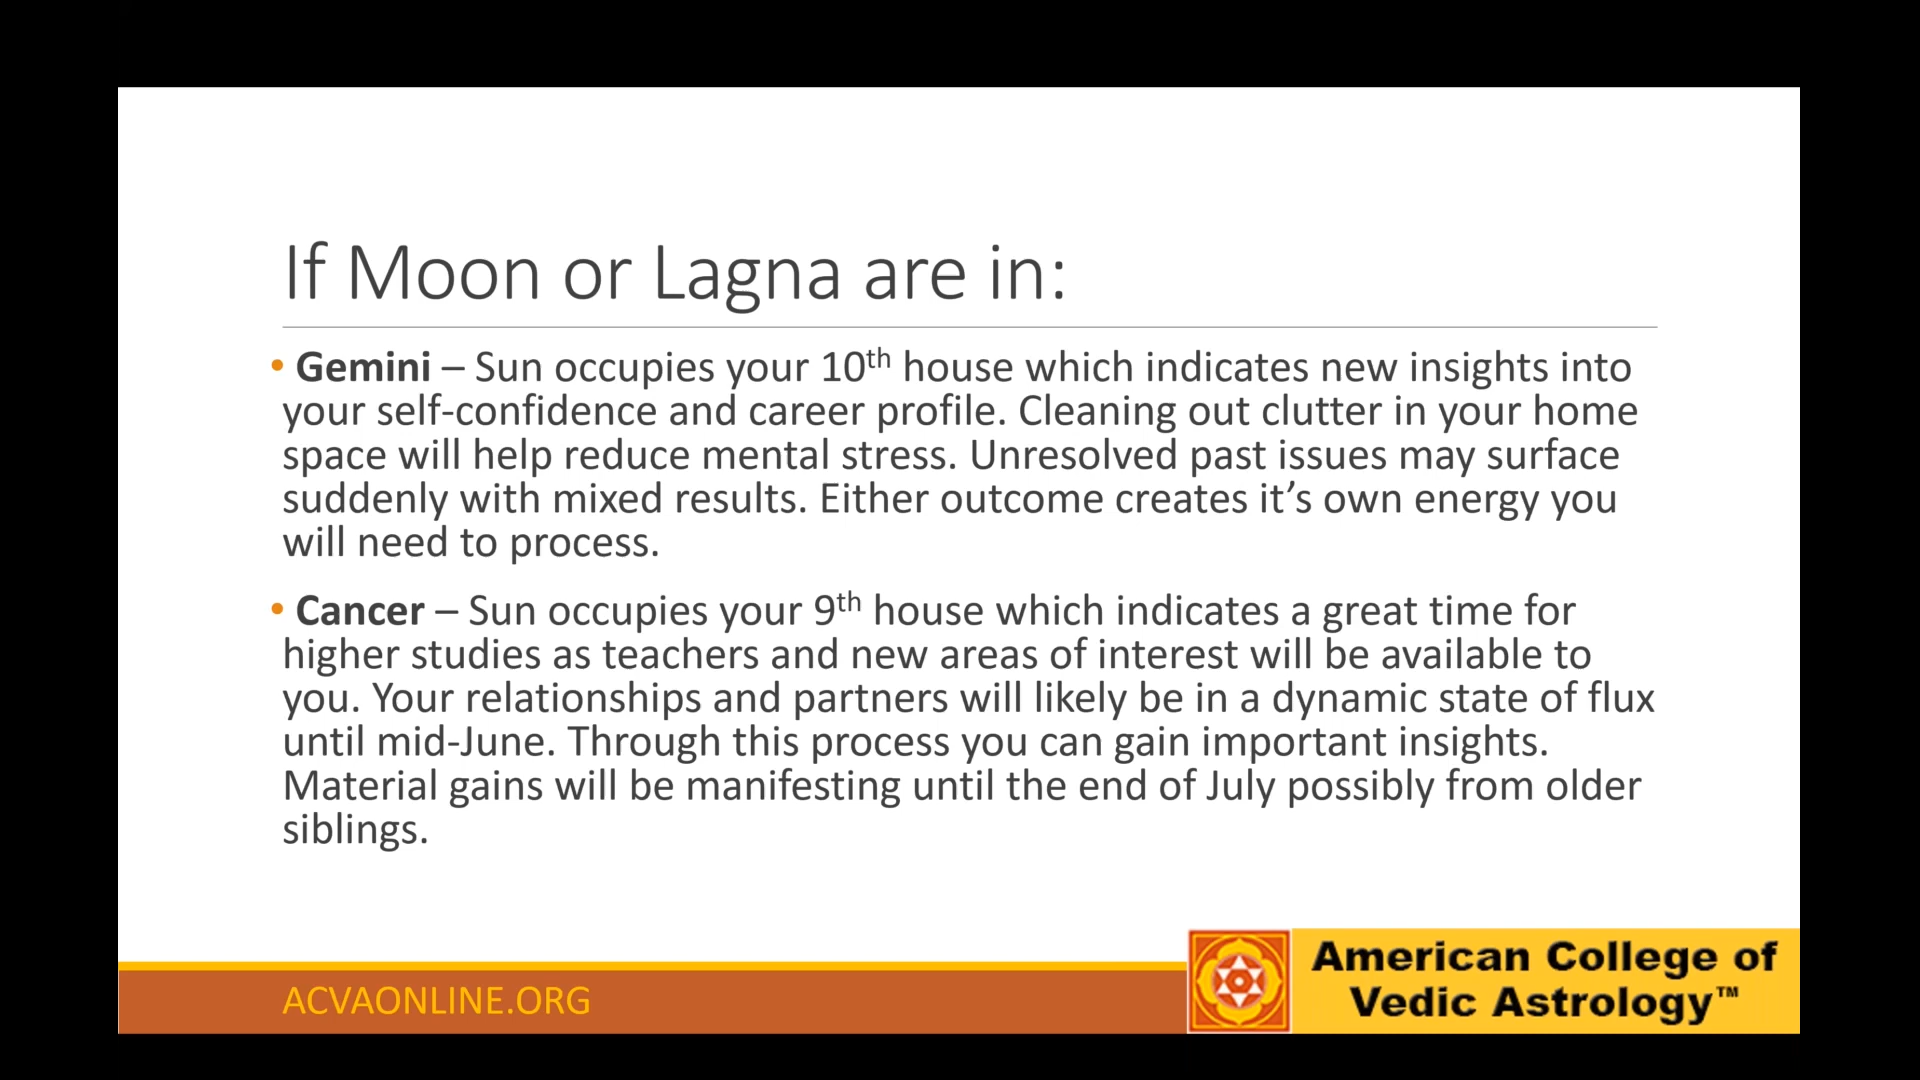 If Moon or Lagna are in:
• Gemini – Sun occupies your 10th house which indicates new insights into
your self-confidence and career profile. Cleaning out clutter in your home
space will help reduce mental stress. Unresolved past issues may surface
suddenly with mixed results. Either outcome creates it’s own energy you
will need to process.
• Cancer – Sun occupies your 9th house which indicates a great time for
higher studies as teachers and new areas of interest will be available to
you. Your relationships and partners will likely be in a dynamic state of flux
until mid-June. Through this process you can gain important insights.
Material gains will be manifesting until the end of July possibly from older
siblings.
ACVAONLINE.ORG
American College of
Vedic Astrology™